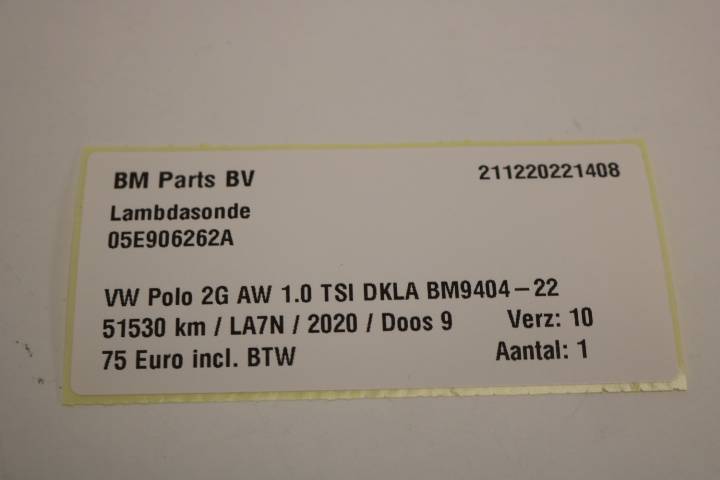 BM Parts BV 211220221408
Lambdasonde
05E906262A
VW Polo 2G AW 1.0 TSI DKLA BM9404-22
51530 km / LA7N / 2020 / Doos 9 Verz: 10
75 Euro incl. BTW Aantal: 1